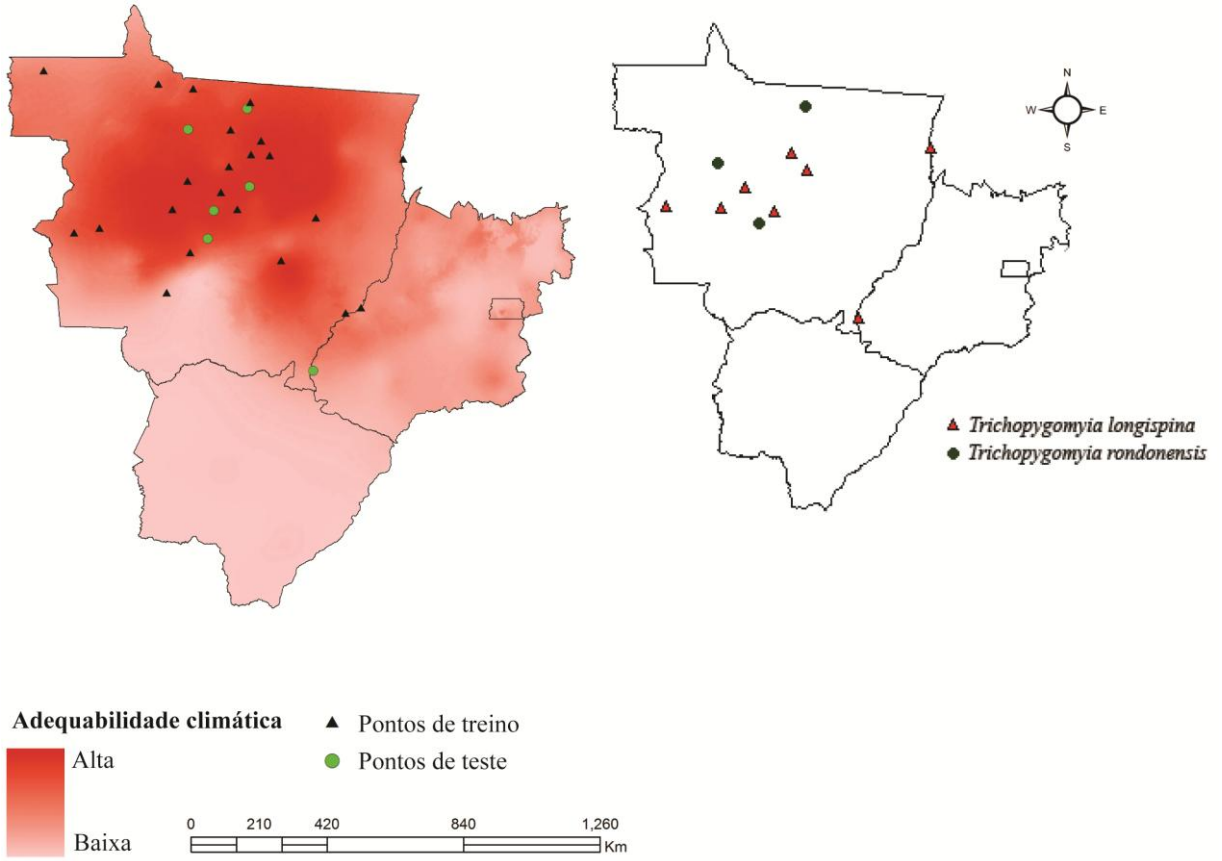 N
W E
S
Trichopygomyia longispina
Trichopygomyia rondonensis
Adequabilidade climática
Alta
Baixa
Pontos de treino
Pontos de teste
0 210 420 840 1,260
Km